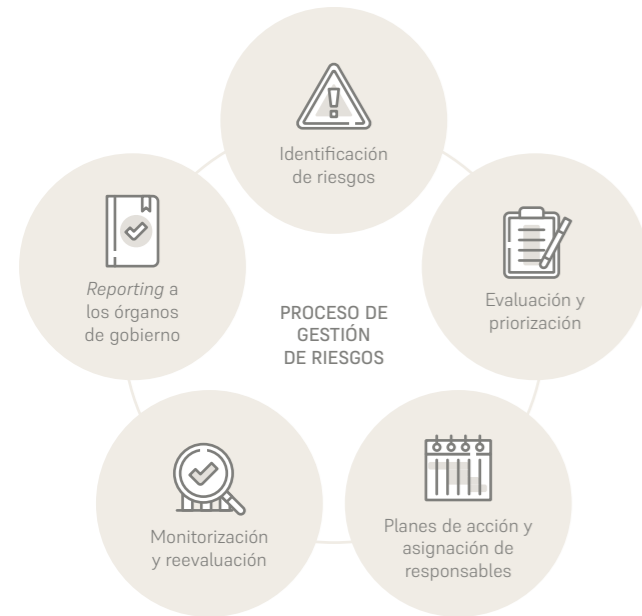 Identificación
de riesgos
Evaluación y
priorización
Planes de acción y
asignación de
responsables
Monitorización
y reevaluación
Reporting a
los órganos
de gobierno
PROCESO DE
GESTIÓN
DE RIESGOS